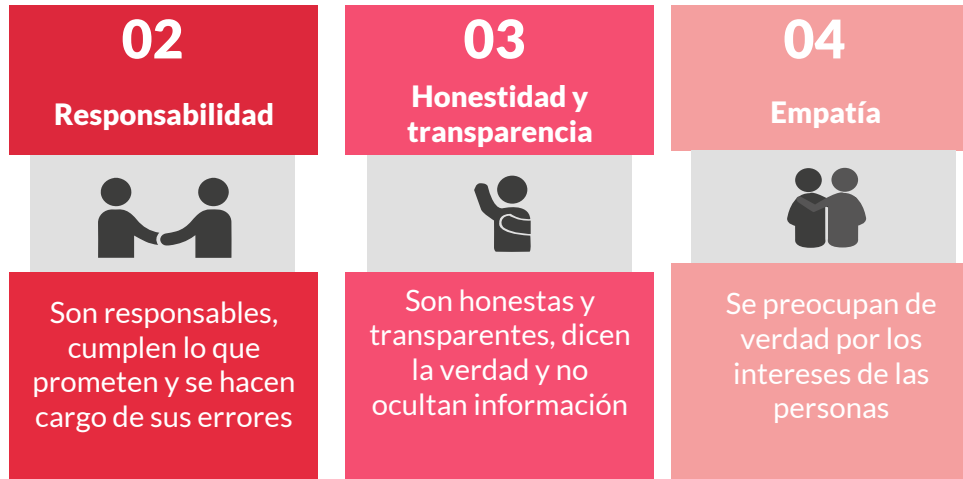 02
Responsabilidad
Son responsables,
cumplen lo que
prometen y se hacen
cargo de sus errores
03
Honestidad y
transparencia
Son honestas y
transparentes, dicen
la verdad y no
ocultan información
04
Empatía
Se preocupan de
verdad por los
intereses de las
personas